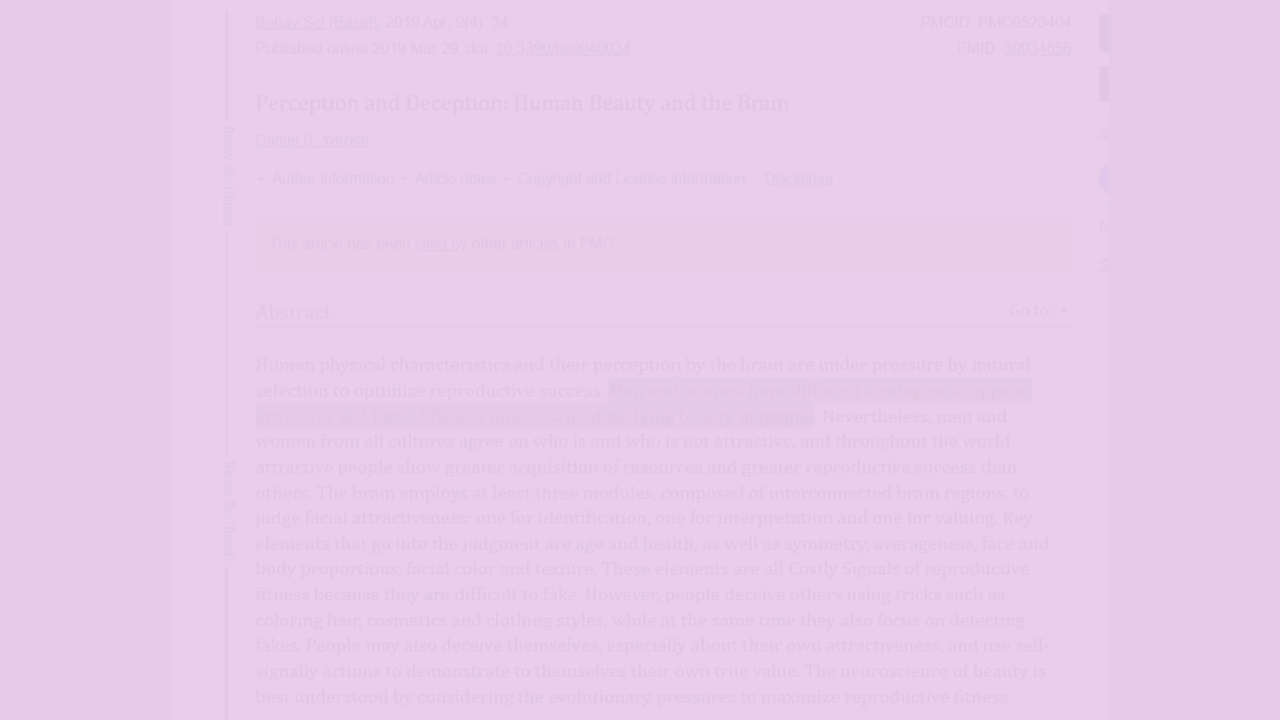 Behav Sci (Basel). 2019 Apr; 9(4): 34.
PMCID: PMC6523404
Published online 2019 Mar 29. doi: 10.3390/bs9040034
PMID: 30934856
Perception and Deception: Human Beauty and the Brain
Daniel B. Yarosh
• Author information • Article notes • Copyright and License information Disclaimer
This article has been cited by other articles in PMC.
Abstract
Go to:
Human physical characteristics and their perception by the brain are under pressure by natural
selection to optimize reproductive success. Men and women have different strategies to appear
attractive and have different interests in identifying beauty in people. Nevertheless, men and
women from all cultures agree on who is and who is not attractive, and throughout the world
attractive people show greater acquisition of resources and greater reproductive success than
others. The brain employs at least three modules, composed of interconnected brain regions, to
judge facial attractiveness: one for identification, one for interpretation and one for valuing. Key
elements that go into the judgment are age and health, as well as symmetry, averageness, face and
body proportions, facial color and texture. These elements are all Costly Signals of reproductive
fitness because they are difficult to fake. However, people deceive others using tricks such as
coloring hair, cosmetics and clothing styles, while at the same time they also focus on detecting
fakes. People may also deceive themselves, especially about their own attractiveness, and use self-
signally actions to demonstrate to themselves their own true value. The neuroscience of beauty is
best understood by considering the evolutionary pressures to maximize reproductive fitness